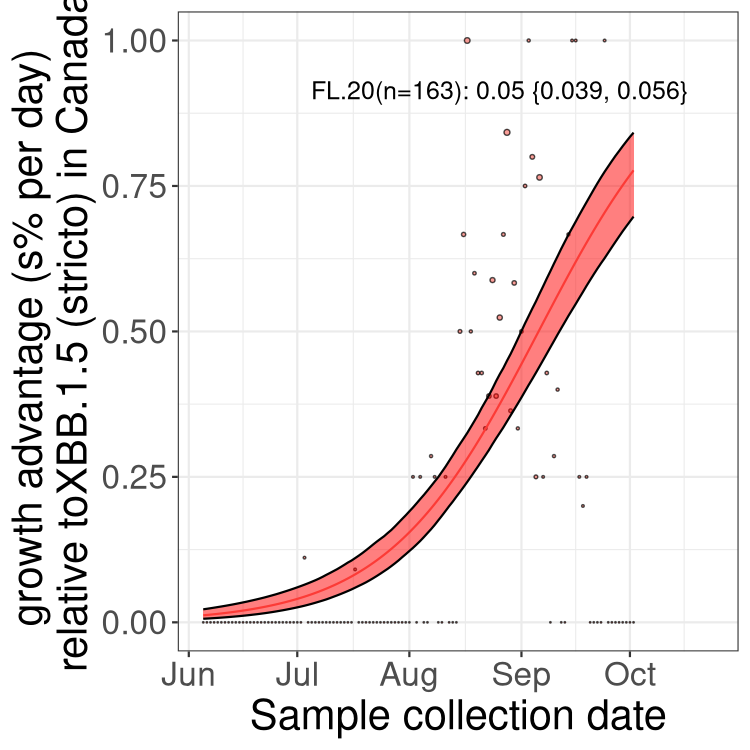 growth advantage (s% per day)
relative toXBB.1.5 (stricto) in Canada
1.00
0.75
0.50
0.25
0.00
FL.20(n=163): 0.05 {0.039, 0.056}
Jun Jul Aug Sep Oct
Sample collection date